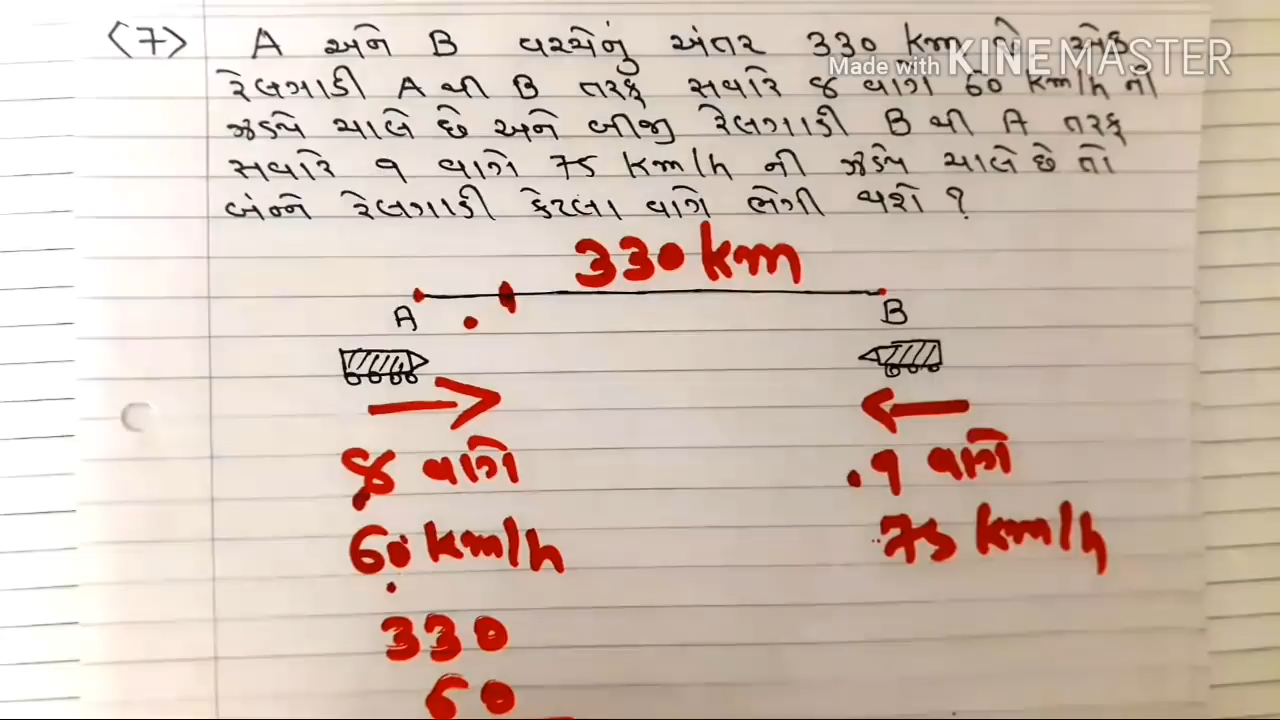 <7> A અને B વચ્ચેનું અંતર 330 km
Made with KINEMASTER
રેલગાડી A થી B તરફ સવારે 8 વાગે 60 km/h ની
ઝડપે ચાલે છે અને બીજી રેલગાડી B થી A તરફ
સવારે 9 વાગે 75 km/h ની ઝડપે ચાલે છે તો
બંન્ને રેલગાડી કેટલા વાગે ભેગી થશે ?
330 km
A B
8 વાગે 9 વાગે
60 km/h 75 km/h
330
60